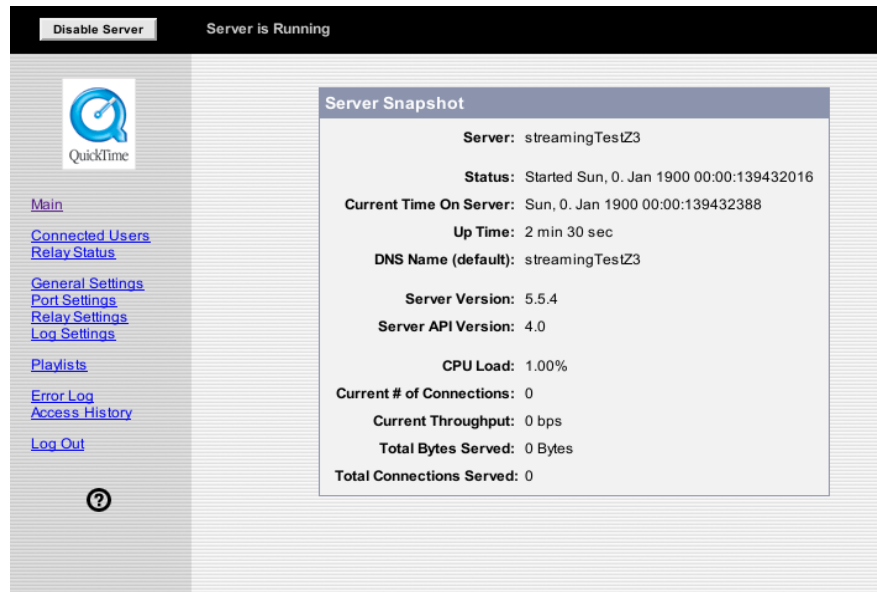 Disable Server
Server is Running
QuickTime
Main
Connected Users
Relay Status
General Settings
Port Settings
Relay Settings
Log Settings
Playlists
Error Log
Access History
Log Out
?
Server Snapshot
Server: streamingTestZ3
Status: Started Sun, 0. Jan 1900 00:00:139432016
Current Time On Server: Sun, 0. Jan 1900 00:00:139432388
Up Time: 2 min 30 sec
DNS Name (default): streamingTestZ3
Server Version: 5.5.4
Server API Version: 4.0
CPU Load: 1.00%
Current # of Connections: 0
Current Throughput: 0 bps
Total Bytes Served: 0 Bytes
Total Connections Served: 0